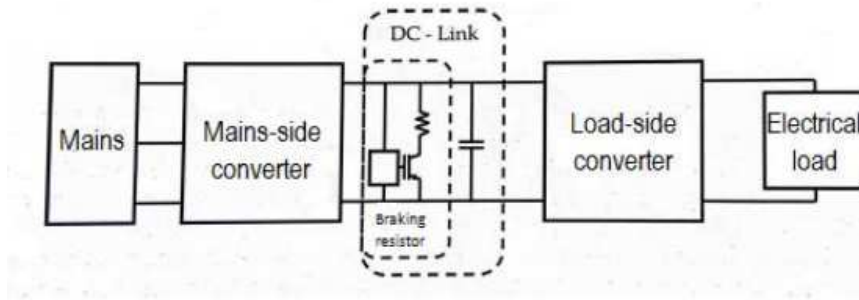 DC - Link
Mains
Mains-side
converter
Braking
resistor
Load-side
converter
Electrical
load